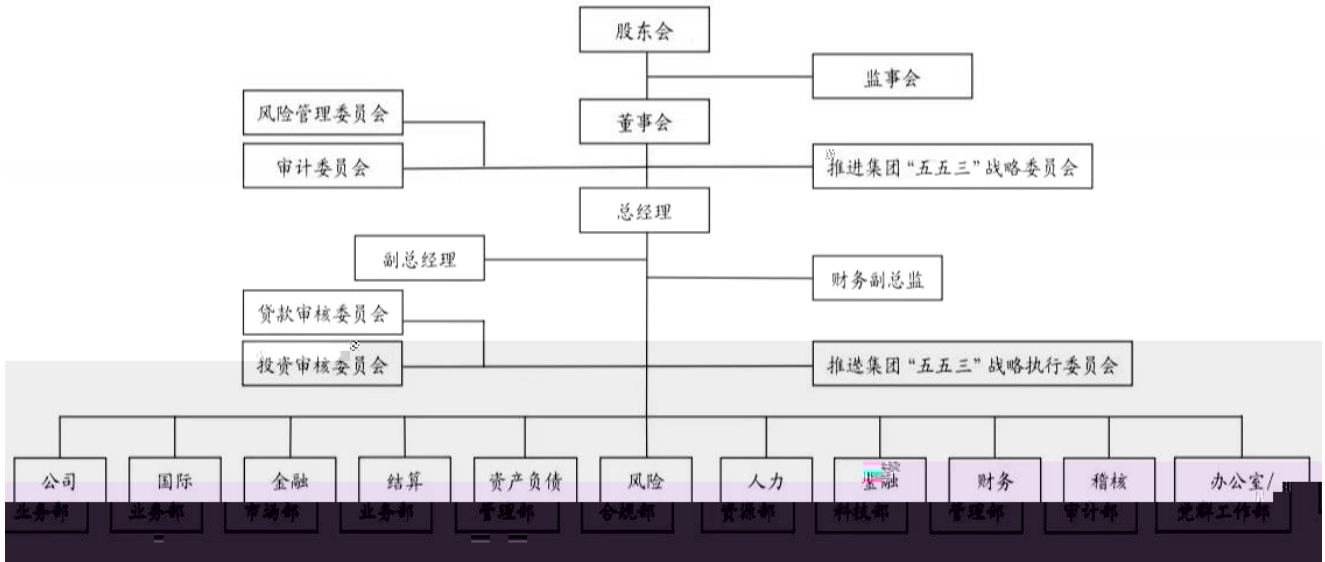 股东会
监事会
风险管理委员会
董事会
审计委员会
推进集团“五五三”战略委员会
总经理
副总经理
财务副总监
贷款审核委员会
投资审核委员会
推进集团“五五三”战略执行委员会
公司
业务部
国际
业务部
金融
市场部
结算
业务部
资产负债
管理部
风险
合规部
人力
资源部
金融
科技部
财务
管理部
稽核
审计部
办公室/
党群工作部